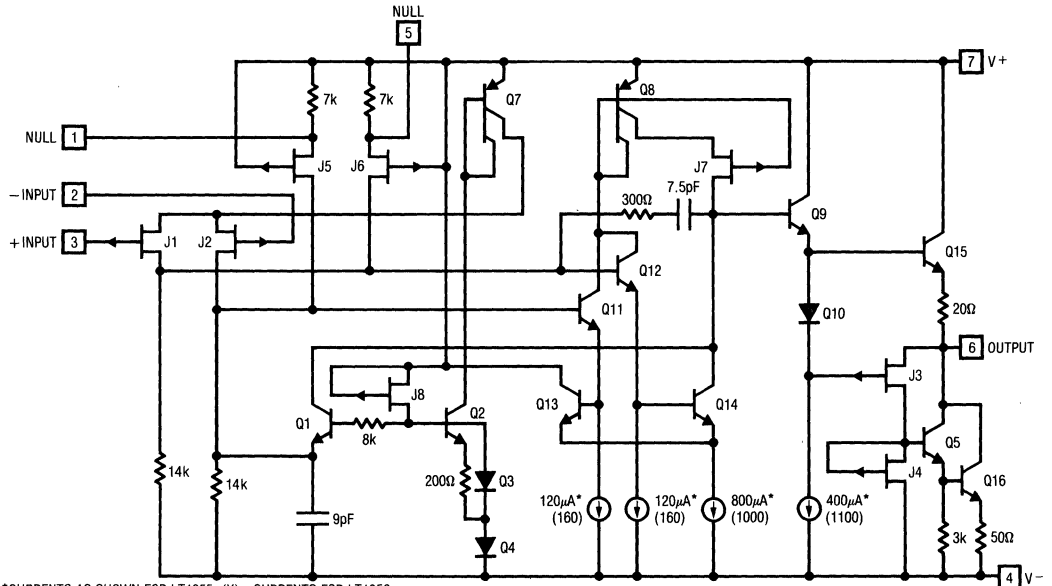 NULL
5
7 V+
7k
7k
Q7
Q8
NULL 1
J5
J6
J7
7.5pF
−INPUT 2
300Ω
Q9
+INPUT 3
J1
J2
Q12
Q15
Q11
Q10
20Ω
6 OUTPUT
J3
J8
Q13
Q14
Q1
Q2
8k
Q5
J4
Q16
14k
14k
200Ω
Q3
120μA*
(160)
120μA*
(160)
800μA*
(1000)
400μA*
(1100)
9pF
Q4
3k
50Ω
4 V−